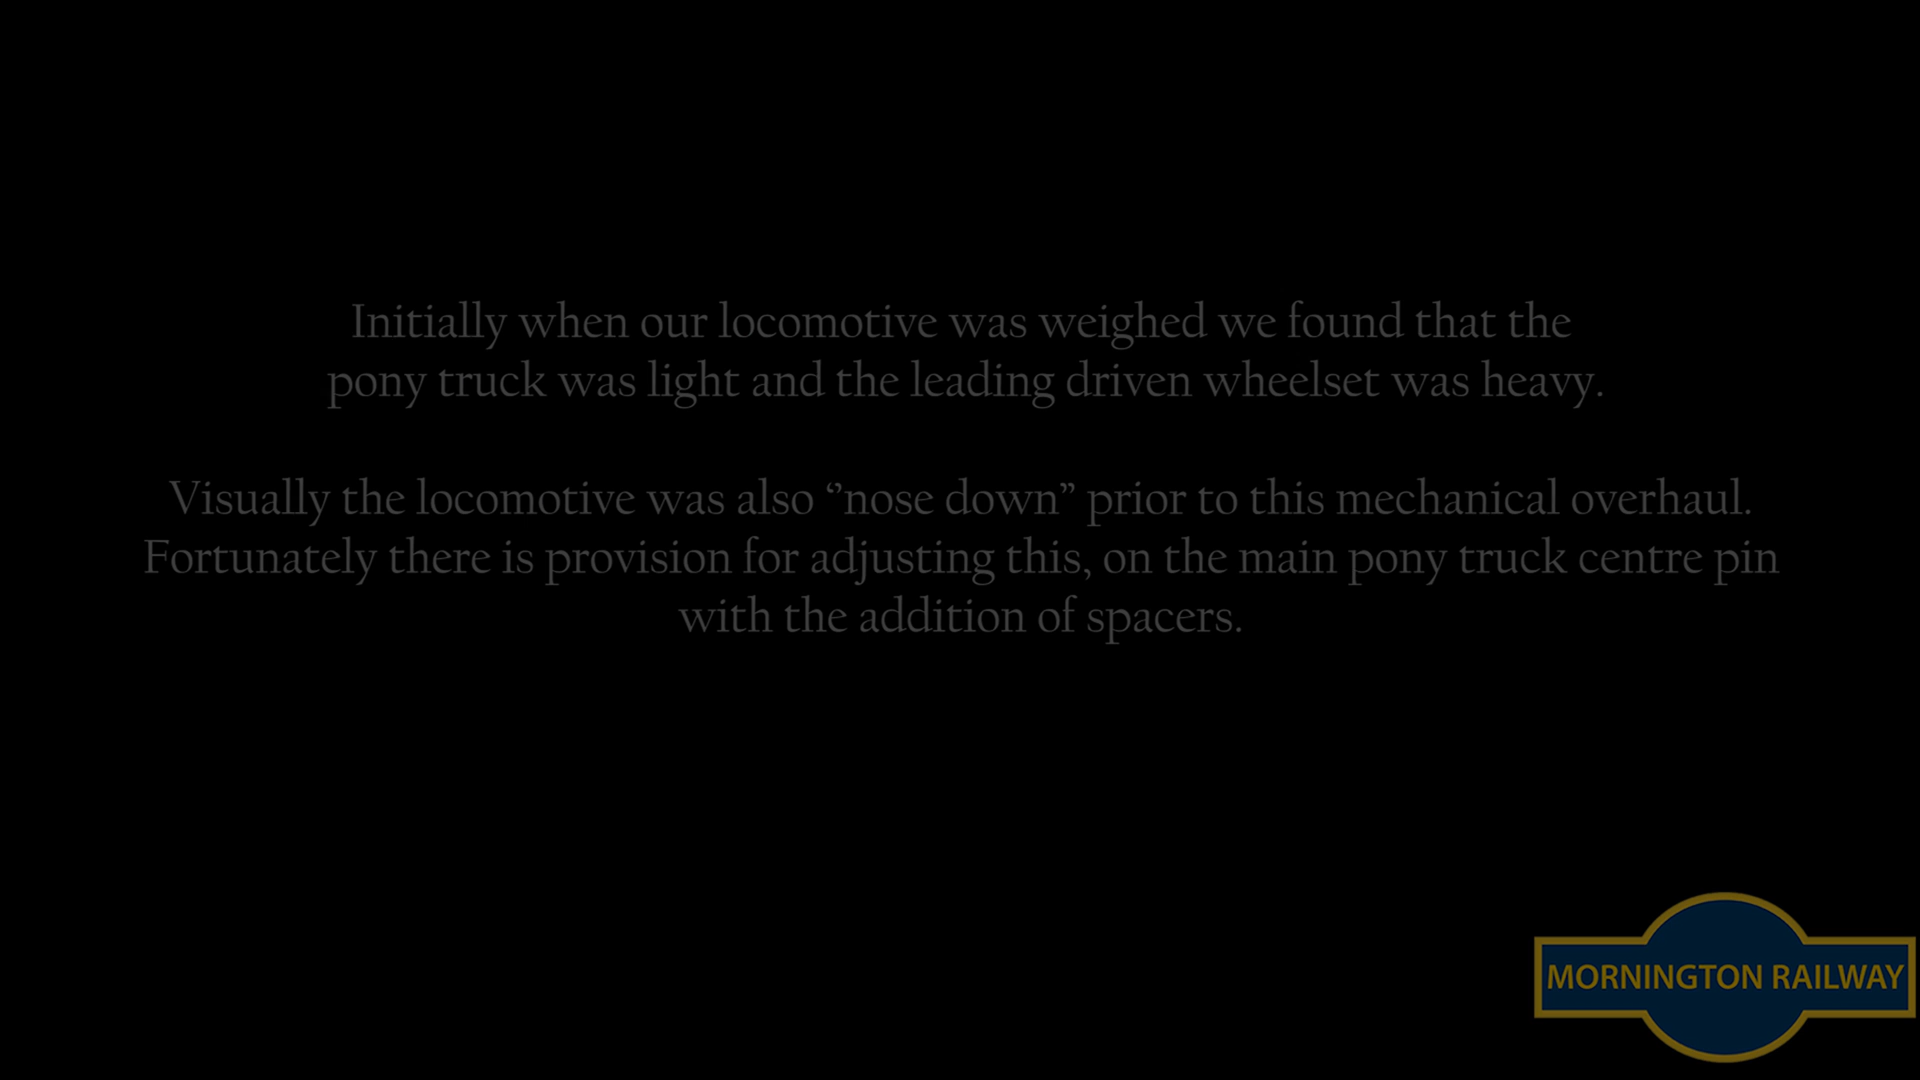 Initially when our locomotive was weighed we found that the
pony truck was light and the leading driven wheelset was heavy.
Visually the locomotive was also “nose down” prior to this mechanical overhaul.
Fortunately there is provision for adjusting this, on the main pony truck centre pin
with the addition of spacers.
MORNINGTON RAILWAY